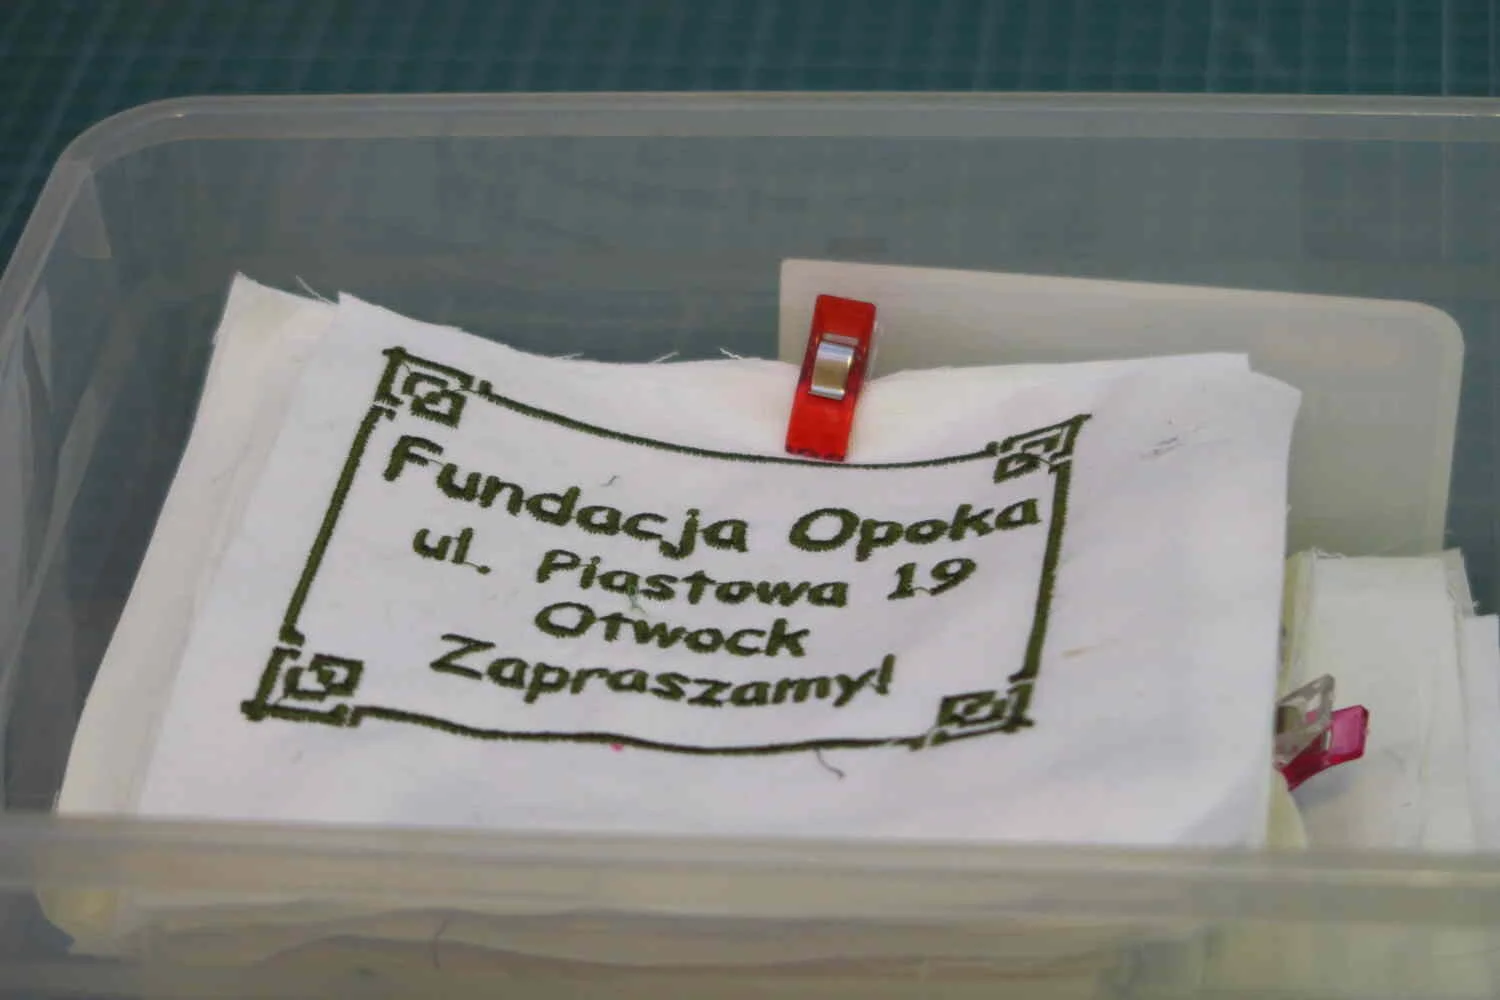 Fundacja Opoka
ul. Piastowa 19
Otwock
Zapraszamy!